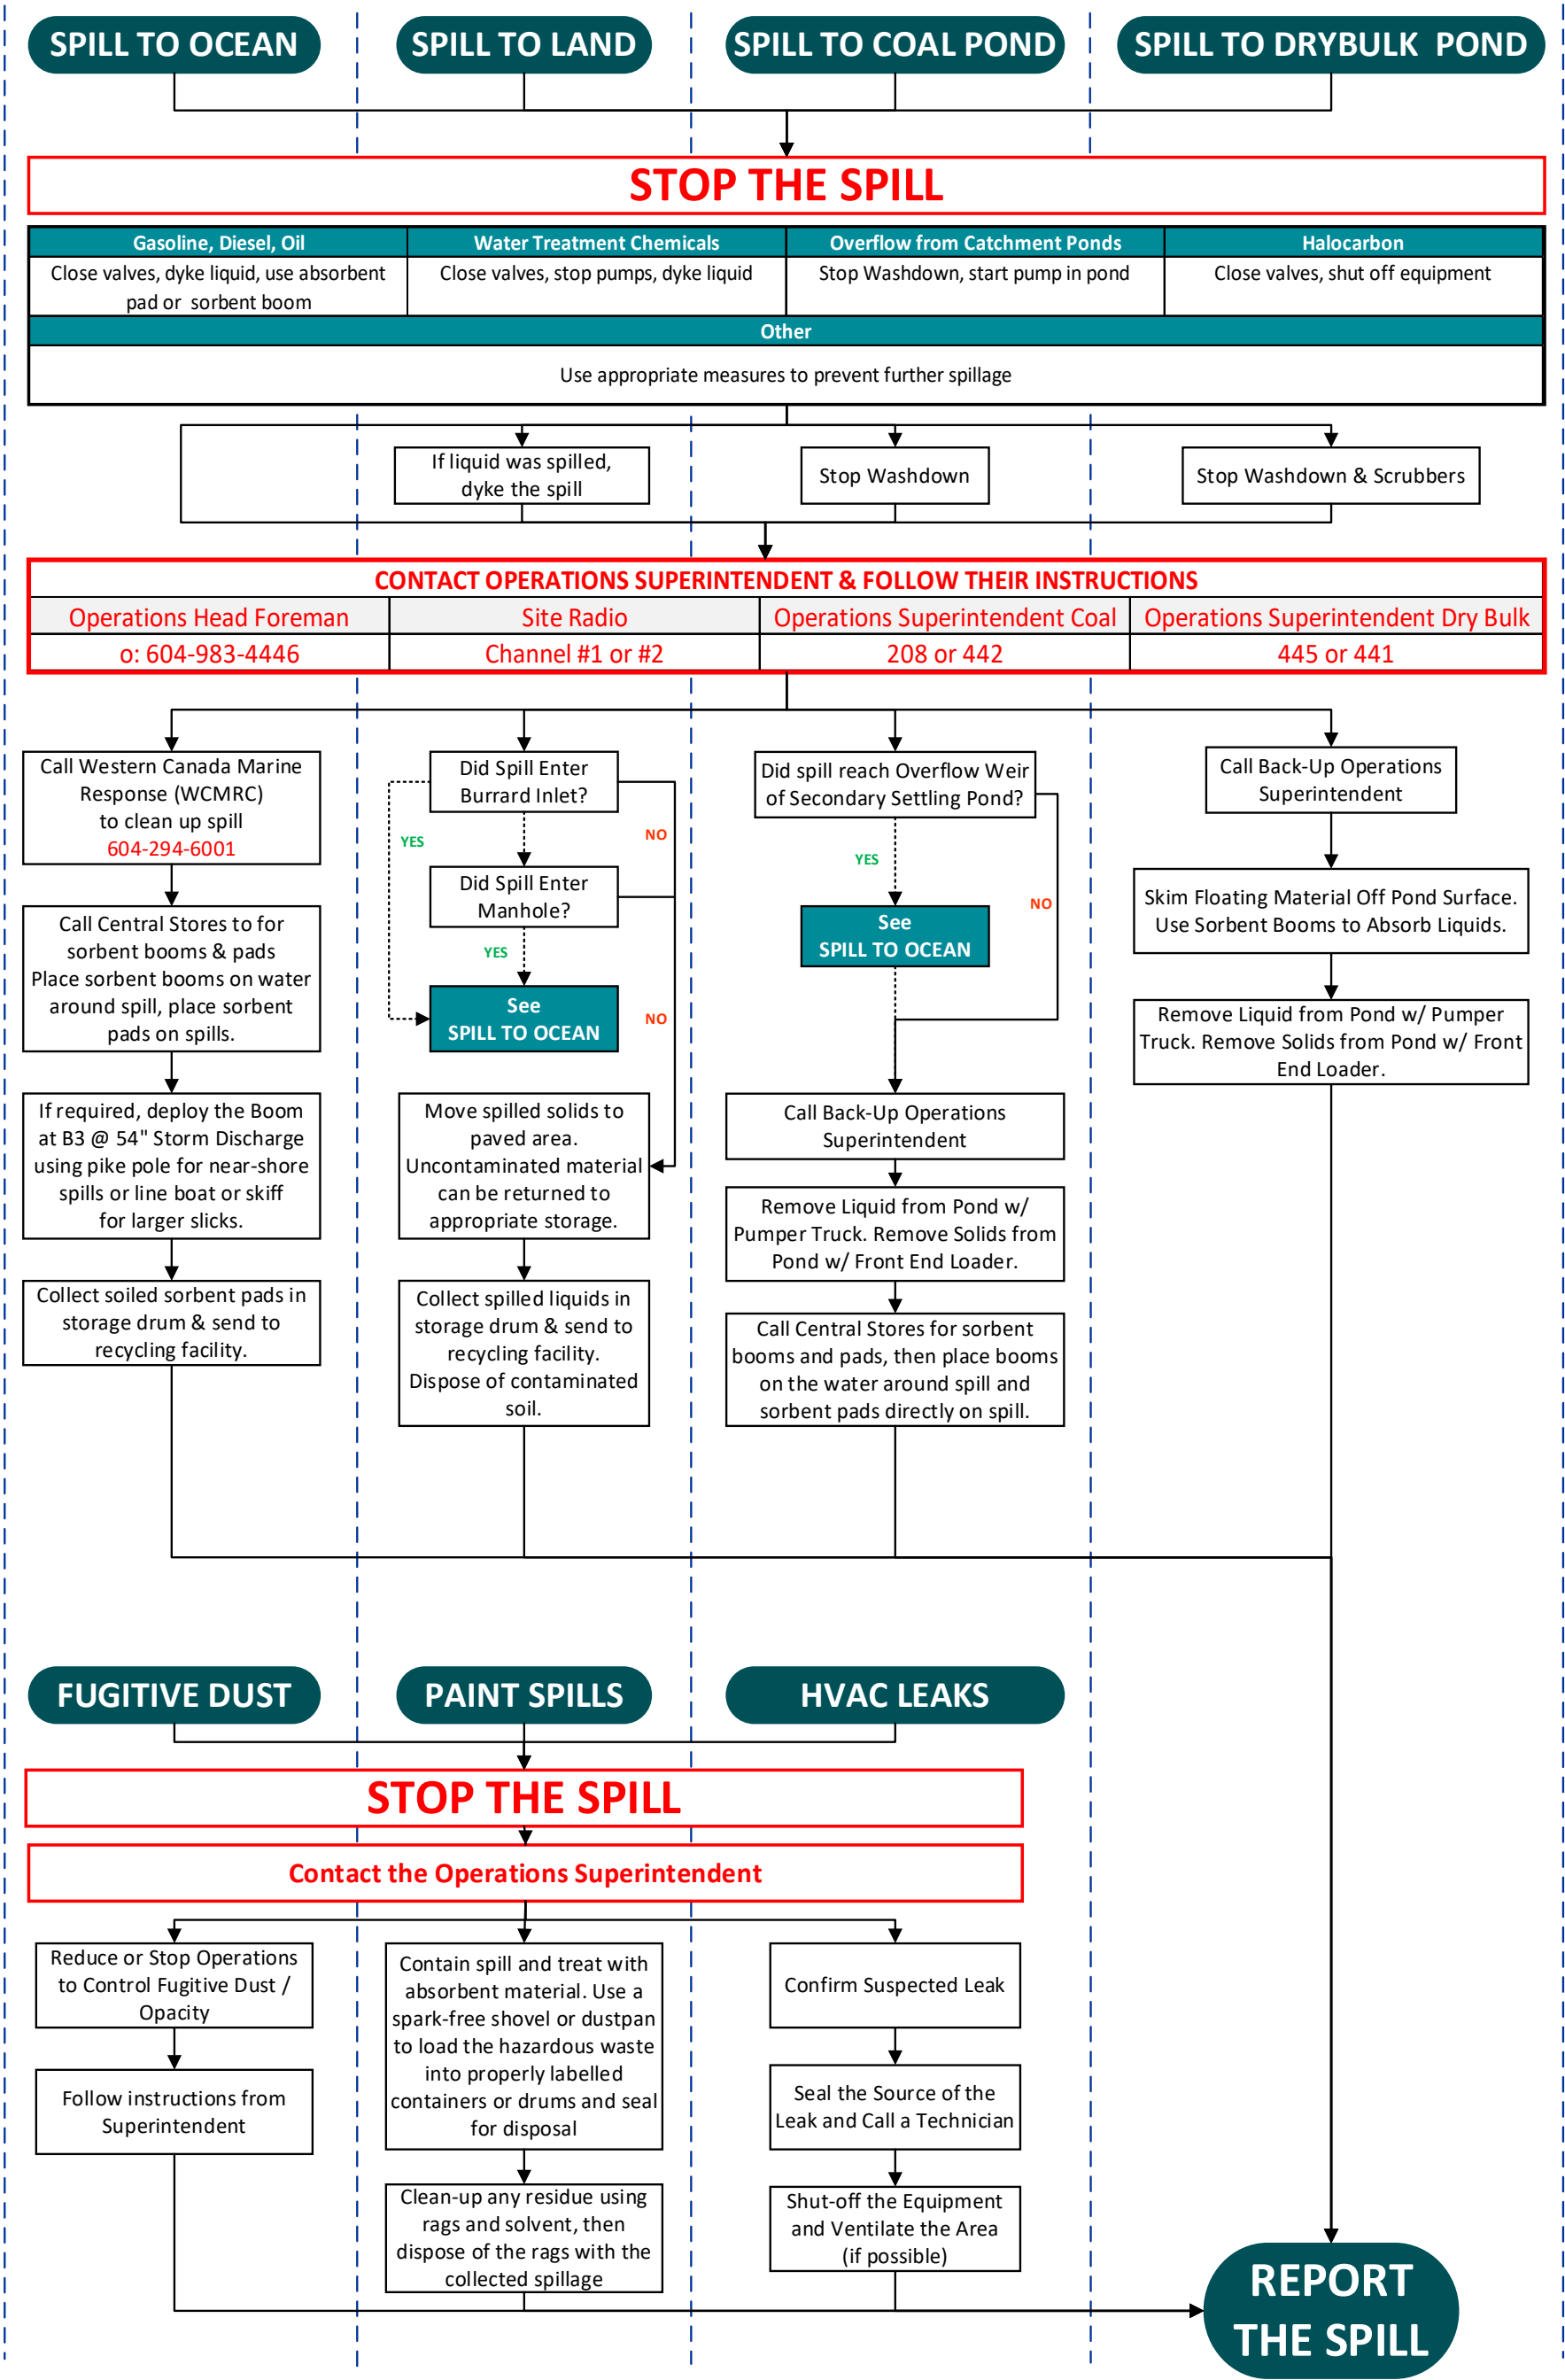 SPILL TO OCEAN
SPILL TO LAND
SPILL TO COAL POND
SPILL TO DRYBULK POND
STOP THE SPILL
Gasoline, Diesel, Oil
Water Treatment Chemicals
Overflow from Catchment Ponds
Halocarbon
Close valves, dyke liquid, use absorbent
pad or sorbent boom
Close valves, stop pumps, dyke liquid
Stop Washdown, start pump in pond
Close valves, shut off equipment
Other
Use appropriate measures to prevent further spillage
If liquid was spilled,
dyke the spill
Stop Washdown
Stop Washdown & Scrubbers
CONTACT OPERATIONS SUPERINTENDENT & FOLLOW THEIR INSTRUCTIONS
Operations Head Foreman
Site Radio
Operations Superintendent Coal
Operations Superintendent Dry Bulk
o: 604-983-4446
Channel #1 or #2
208 or 442
445 or 441
Call Western Canada Marine
Response (WCMRC)
to clean up spill
604-294-6001
Call Central Stores to for
sorbent booms & pads
Place sorbent booms on water
around spill, place sorbent
pads on spills.
If required, deploy the Boom
at B3 @ 54" Storm Discharge
using pike pole for near-shore
spills or line boat or skiff
for larger slicks.
Collect soiled sorbent pads in
storage drum & send to
recycling facility.
Did Spill Enter
Burrard Inlet?
YES
NO
Did Spill Enter
Manhole?
YES
NO
See
SPILL TO OCEAN
Move spilled solids to
paved area.
Uncontaminated material
can be returned to
appropriate storage.
Collect spilled liquids in
storage drum & send to
recycling facility.
Dispose of contaminated
soil.
Did spill reach Overflow Weir
of Secondary Settling Pond?
YES
NO
See
SPILL TO OCEAN
Call Back-Up Operations
Superintendent
Remove Liquid from Pond w/
Pumper Truck. Remove Solids from
Pond w/ Front End Loader.
Call Central Stores for sorbent
booms and pads, then place booms
on the water around spill and
sorbent pads directly on spill.
Call Back-Up Operations
Superintendent
Skim Floating Material Off Pond Surface.
Use Sorbent Booms to Absorb Liquids.
Remove Liquid from Pond w/ Pumper
Truck. Remove Solids from Pond w/ Front
End Loader.
FUGITIVE DUST
PAINT SPILLS
HVAC LEAKS
STOP THE SPILL
Contact the Operations Superintendent
Reduce or Stop Operations
to Control Fugitive Dust /
Opacity
Follow instructions from
Superintendent
Contain spill and treat with
absorbent material. Use a
spark-free shovel or dustpan
to load the hazardous waste
into properly labelled
containers or drums and seal
for disposal
Clean-up any residue using
rags and solvent, then
dispose of the rags with the
collected spillage
Confirm Suspected Leak
Seal the Source of the
Leak and Call a Technician
Shut-off the Equipment
and Ventilate the Area
(if possible)
REPORT
THE SPILL